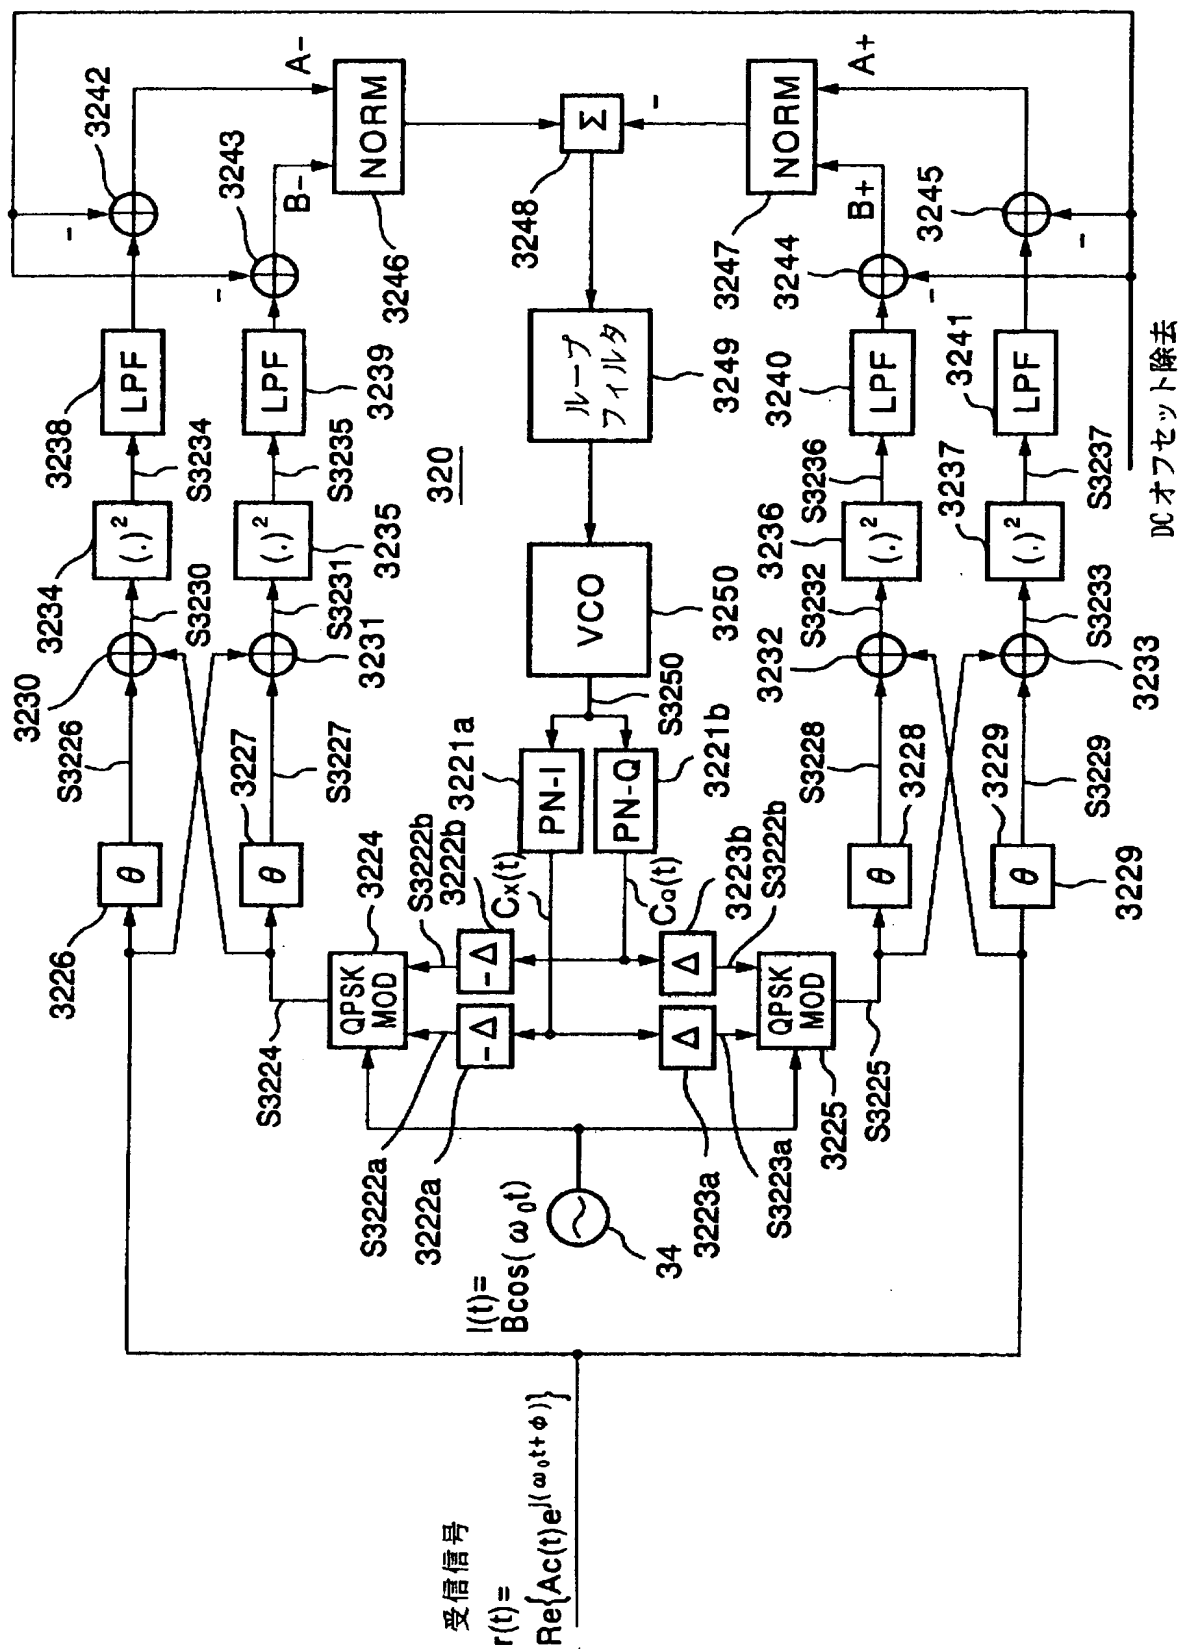 受信信号
r(t)=
Re{Ac(t)e^j(ω0t+Φ)}
l(t)=
Bcos(ω0t)
34
3226
θ
S3226
3230
S3230
3234
(.)²
S3234
3238
LPF
3242
-
A-
3227
θ
S3227
3231
S3231
3235
(.)²
S3235
3239
LPF
3243
-
B-
NORM
3246
320
S3224
3224
QPSK
MOD
S3222a
3222a
-Δ
S3222b
3222b
-Δ
Cx(t)
3221a
PN-I
PN-Q
3221b
CQ(t)
S3250
VCO
3250
ループ
フィルタ
3249
Σ
3248
-
3223a
Δ
S3223a
3223b
Δ
S3222b
QPSK
MOD
3225
S3225
θ
3228
S3228
3232
S3232
3236
(.)²
S3236
3240
LPF
3244
-
B+
3247
NORM
θ
3229
3229
S3229
3233
S3233
3237
(.)²
S3237
3241
LPF
3245
-
A+
DCオフセット除去